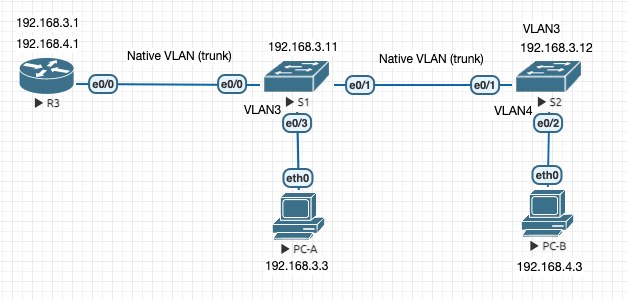 192.168.3.1
192.168.4.1
R3
e0/0
Native VLAN (trunk)
e0/0
192.168.3.11
S1
VLAN3
e0/3
e0/1
Native VLAN (trunk)
e0/1
VLAN3
192.168.3.12
S2
VLAN4
e0/2
eth0
PC-A
192.168.3.3
eth0
PC-B
192.168.4.3